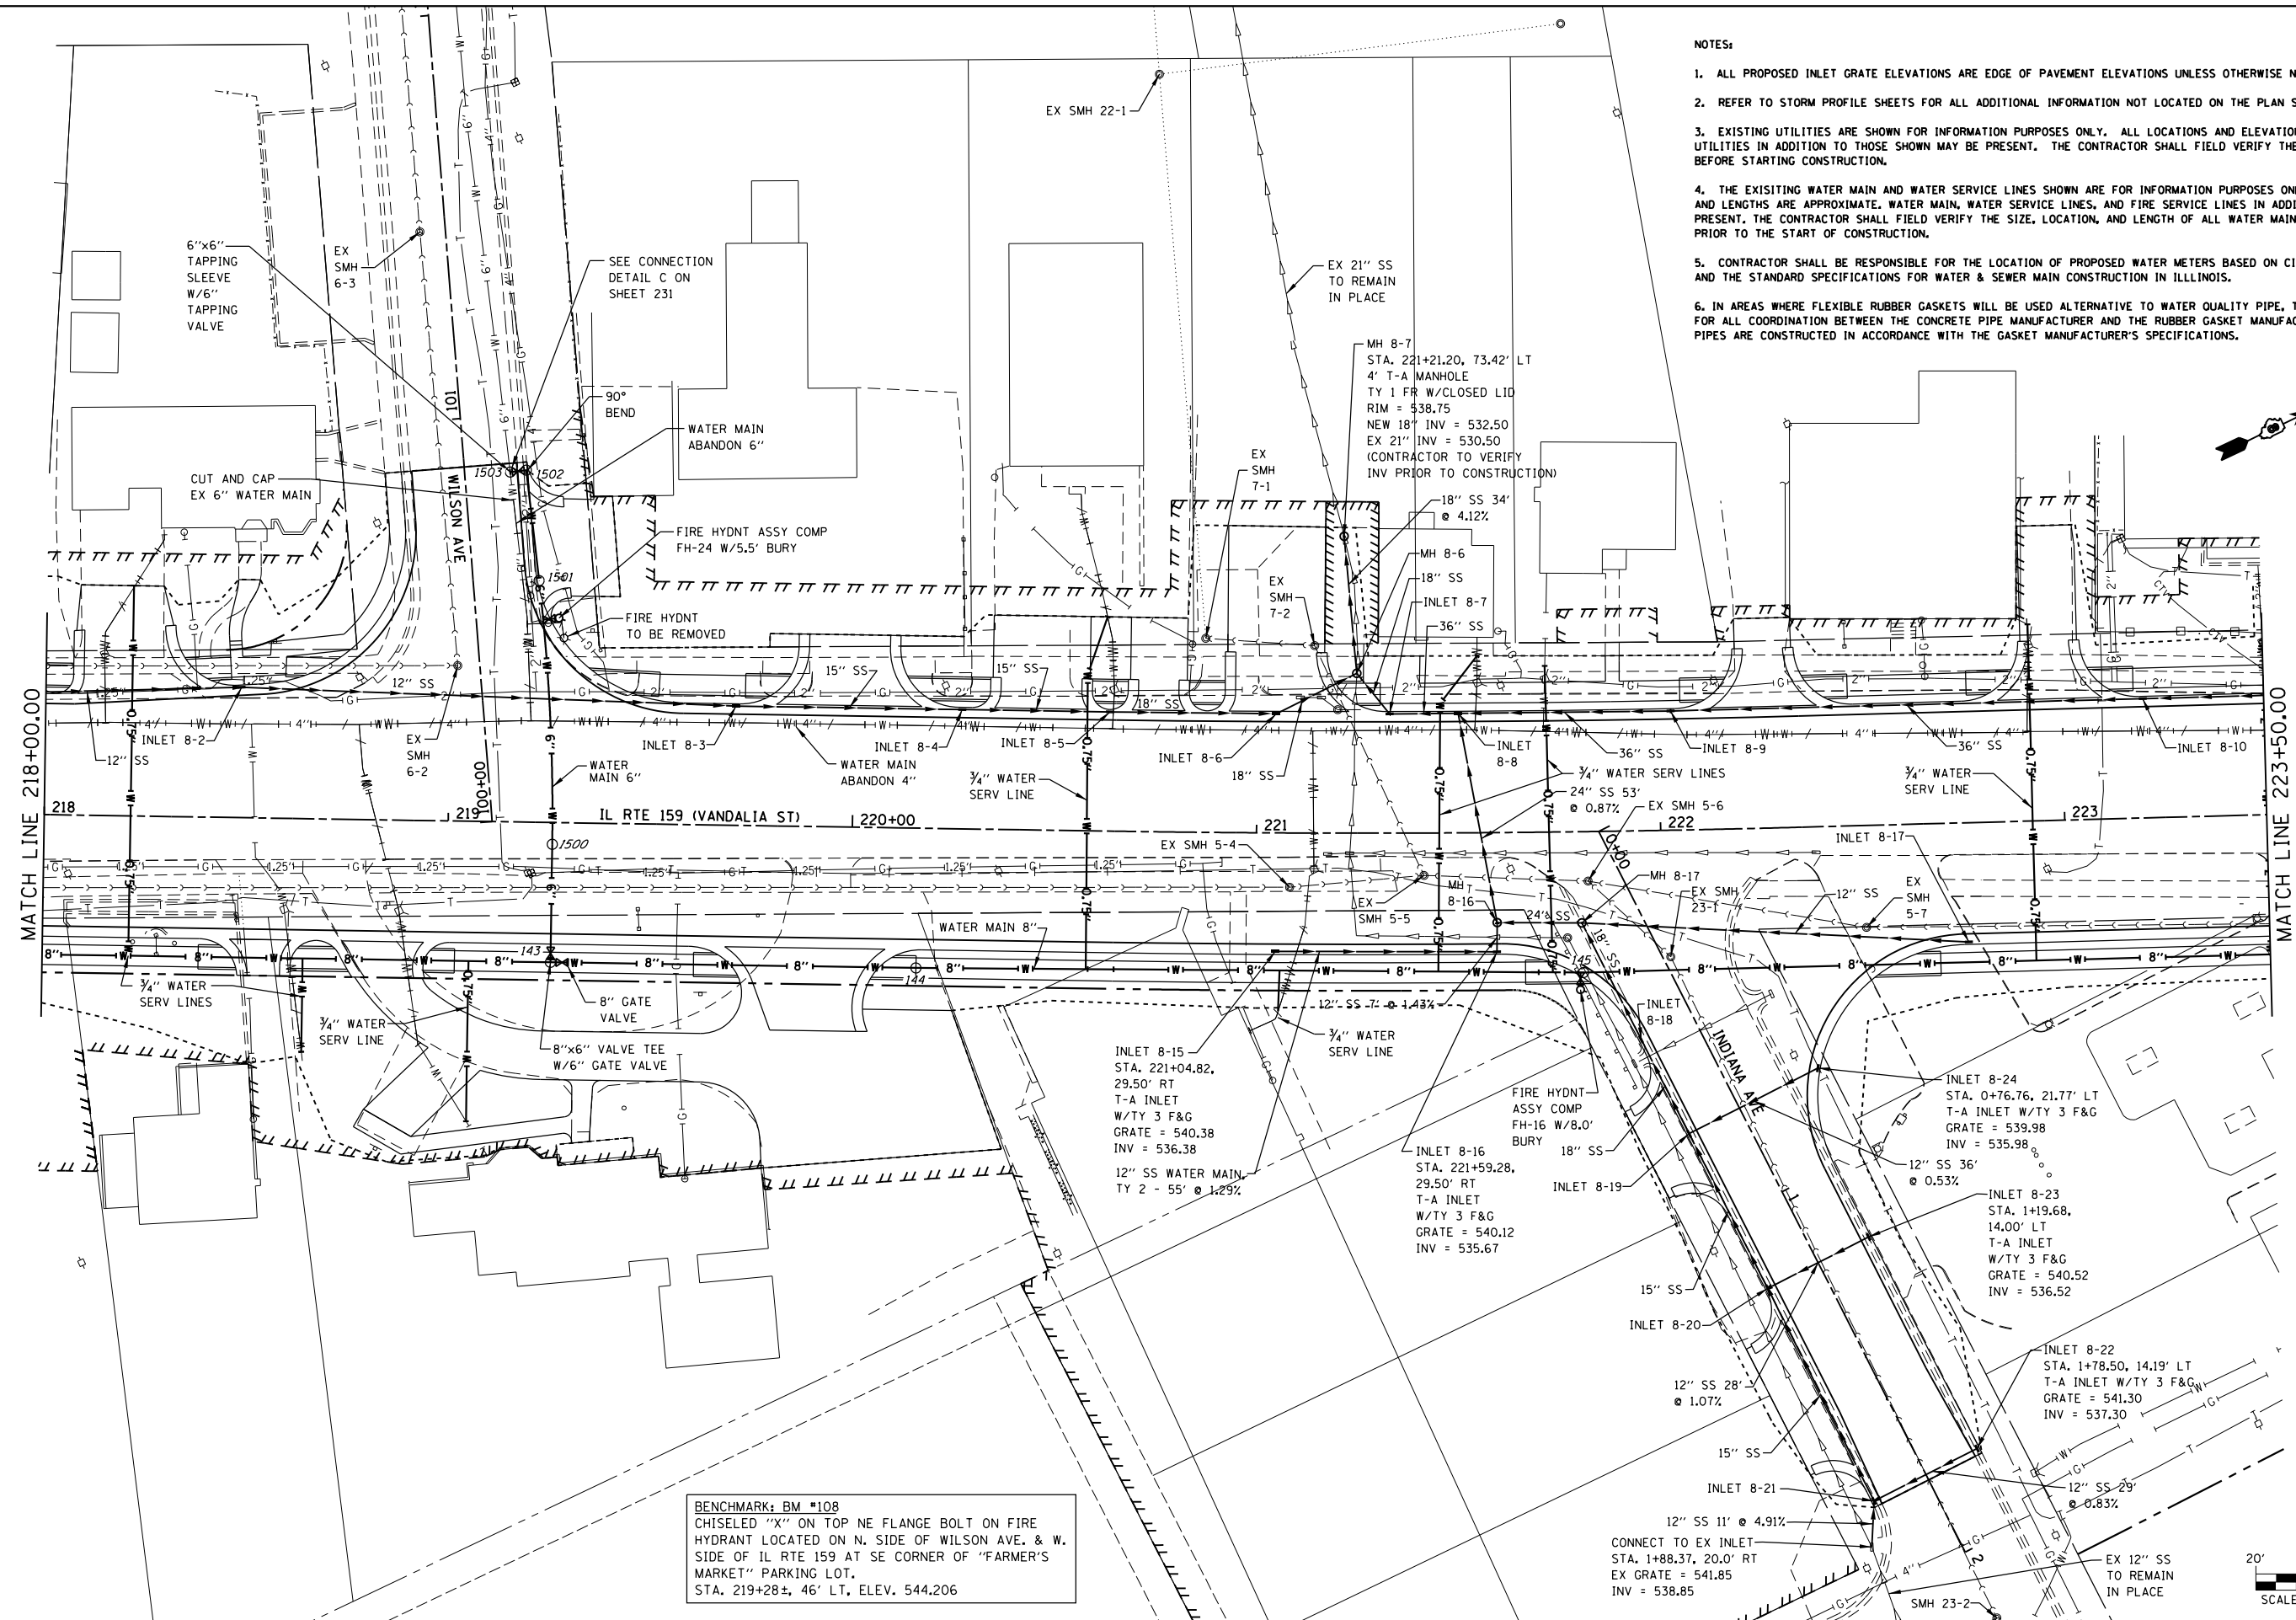 NOTES:
1. ALL PROPOSED INLET GRATE ELEVATIONS ARE EDGE OF PAVEMENT ELEVATIONS UNLESS OTHERWISE N
2. REFER TO STORM PROFILE SHEETS FOR ALL ADDITIONAL INFORMATION NOT LOCATED ON THE PLAN S
3. EXISTING UTILITIES ARE SHOWN FOR INFORMATION PURPOSES ONLY. ALL LOCATIONS AND ELEVATION
UTILITIES IN ADDITION TO THOSE SHOWN MAY BE PRESENT. THE CONTRACTOR SHALL FIELD VERIFY THE
BEFORE STARTING CONSTRUCTION.
4. THE EXISITING WATER MAIN AND WATER SERVICE LINES SHOWN ARE FOR INFORMATION PURPOSES ON
AND LENGTHS ARE APPROXIMATE. WATER MAIN, WATER SERVICE LINES, AND FIRE SERVICE LINES IN ADDI
PRESENT. THE CONTRACTOR SHALL FIELD VERIFY THE SIZE, LOCATION, AND LENGTH OF ALL WATER MAIN
PRIOR TO THE START OF CONSTRUCTION.
5. CONTRACTOR SHALL BE RESPONSIBLE FOR THE LOCATION OF PROPOSED WATER METERS BASED ON CI
AND THE STANDARD SPECIFICATIONS FOR WATER & SEWER MAIN CONSTRUCTION IN ILLLINOIS.
6. IN AREAS WHERE FLEXIBLE RUBBER GASKETS WILL BE USED ALTERNATIVE TO WATER QUALITY PIPE, T
FOR ALL COORDINATION BETWEEN THE CONCRETE PIPE MANUFACTURER AND THE RUBBER GASKET MANUFAC
PIPES ARE CONSTRUCTED IN ACCORDANCE WITH THE GASKET MANUFACTURER'S SPECIFICATIONS.
EX SMH 22-1
6''x6''
TAPPING
SLEEVE
W/6''
TAPPING
VALVE
EX
SMH
6-3
SEE CONNECTION
DETAIL C ON
SHEET 231
EX 21'' SS
TO REMAIN
IN PLACE
MH 8-7
STA. 221+21.20, 73.42' LT
4' T-A MANHOLE
TY 1 FR W/CLOSED LID
RIM = 538.75
NEW 18'' INV = 532.50
EX 21'' INV = 530.50
(CONTRACTOR TO VERIFY
INV PRIOR TO CONSTRUCTION)
101
WILSON AVE
90°
BEND
WATER MAIN
ABANDON 6''
CUT AND CAP
EX 6'' WATER MAIN
1503
1502
EX
SMH
7-1
18'' SS 34'
@ 4.12%
FIRE HYDNT ASSY COMP
FH-24 W/5.5' BURY
1501
MH 8-6
18'' SS
INLET 8-7
36'' SS
EX
SMH
7-2
FIRE HYDNT
TO BE REMOVED
12'' SS
15'' SS
15'' SS
18'' SS
MATCH LINE 218+00.00
MATCH LINE 223+50.00
INLET 8-2
12'' SS
EX
SMH
6-2
INLET 8-3
WATER MAIN
ABANDON 4''
INLET 8-4
INLET 8-5
INLET 8-6
18'' SS
INLET
8-8
36'' SS
INLET 8-9
36'' SS
INLET 8-10
WATER
MAIN 6''
¾'' WATER
SERV LINE
¾'' WATER SERV LINES
24'' SS 53'
@ 0.87%
¾'' WATER
SERV LINE
218
219
100+00
IL RTE 159 (VANDALIA ST)
220+00
221
222
223
0+00
1500
EX SMH 5-4
EX SMH 5-6
INLET 8-17
EX
SMH 5-5
MH
8-16
24'' SS
MH 8-17
EX SMH
23-1
12'' SS
EX
SMH
5-7
WATER MAIN 8''
143
144
145
18'' SS
¾'' WATER
SERV LINES
¾'' WATER
SERV LINE
8'' GATE
VALVE
8''x6'' VALVE TEE
W/6'' GATE VALVE
12'' SS 7' @ 1.43%
¾'' WATER
SERV LINE
INLET
8-18
INDIANA AVE
INLET 8-15
STA. 221+04.82,
29.50' RT
T-A INLET
W/TY 3 F&G
GRATE = 540.38
INV = 536.38
12'' SS WATER MAIN,
TY 2 - 55' @ 1.29%
FIRE HYDNT
ASSY COMP
FH-16 W/8.0'
BURY
INLET 8-16
STA. 221+59.28,
29.50' RT
T-A INLET
W/TY 3 F&G
GRATE = 540.12
INV = 535.67
18'' SS
INLET 8-19
INLET 8-24
STA. 0+76.76, 21.77' LT
T-A INLET W/TY 3 F&G
GRATE = 539.98
INV = 535.98
12'' SS 36'
@ 0.53%
INLET 8-23
STA. 1+19.68,
14.00' LT
T-A INLET
W/TY 3 F&G
GRATE = 540.52
INV = 536.52
15'' SS
INLET 8-20
INLET 8-22
STA. 1+78.50, 14.19' LT
T-A INLET W/TY 3 F&G
GRATE = 541.30
INV = 537.30
12'' SS 28'
@ 1.07%
15'' SS
INLET 8-21
12'' SS 29'
@ 0.83%
12'' SS 11' @ 4.91%
CONNECT TO EX INLET
STA. 1+88.37, 20.0' RT
EX GRATE = 541.85
INV = 538.85
EX 12'' SS
TO REMAIN
IN PLACE
SMH 23-2
2
20'
SCALE
BENCHMARK: BM #108
CHISELED ''X'' ON TOP NE FLANGE BOLT ON FIRE
HYDRANT LOCATED ON N. SIDE OF WILSON AVE. & W.
SIDE OF IL RTE 159 AT SE CORNER OF ''FARMER'S
MARKET'' PARKING LOT.
STA. 219+28±, 46' LT, ELEV. 544.206